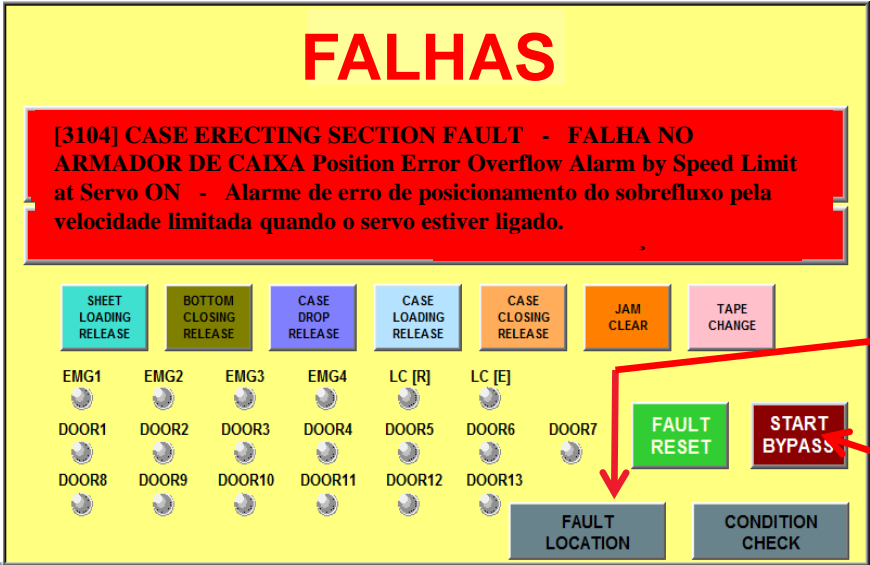 FALHAS
[3104] CASE ERECTING SECTION FAULT - FALHA NO
ARMADOR DE CAIXA Position Error Overflow Alarm by Speed Limit
at Servo ON - Alarme de erro de posicionamento do sobrefluxo pela
velocidade limitada quando o servo estiver ligado.
SHEET LOADING RELEASE
BOTTOM CLOSING RELEASE
CASE DROP RELEASE
CASE LOADING RELEASE
CASE CLOSING RELEASE
JAM CLEAR
TAPE CHANGE
EMG1 EMG2 EMG3 EMG4 LC [R] LC [E]
DOOR1 DOOR2 DOOR3 DOOR4 DOOR5 DOOR6 DOOR7
FAULT RESET
START BYPASS
DOOR8 DOOR9 DOOR10 DOOR11 DOOR12 DOOR13
FAULT LOCATION
CONDITION CHECK